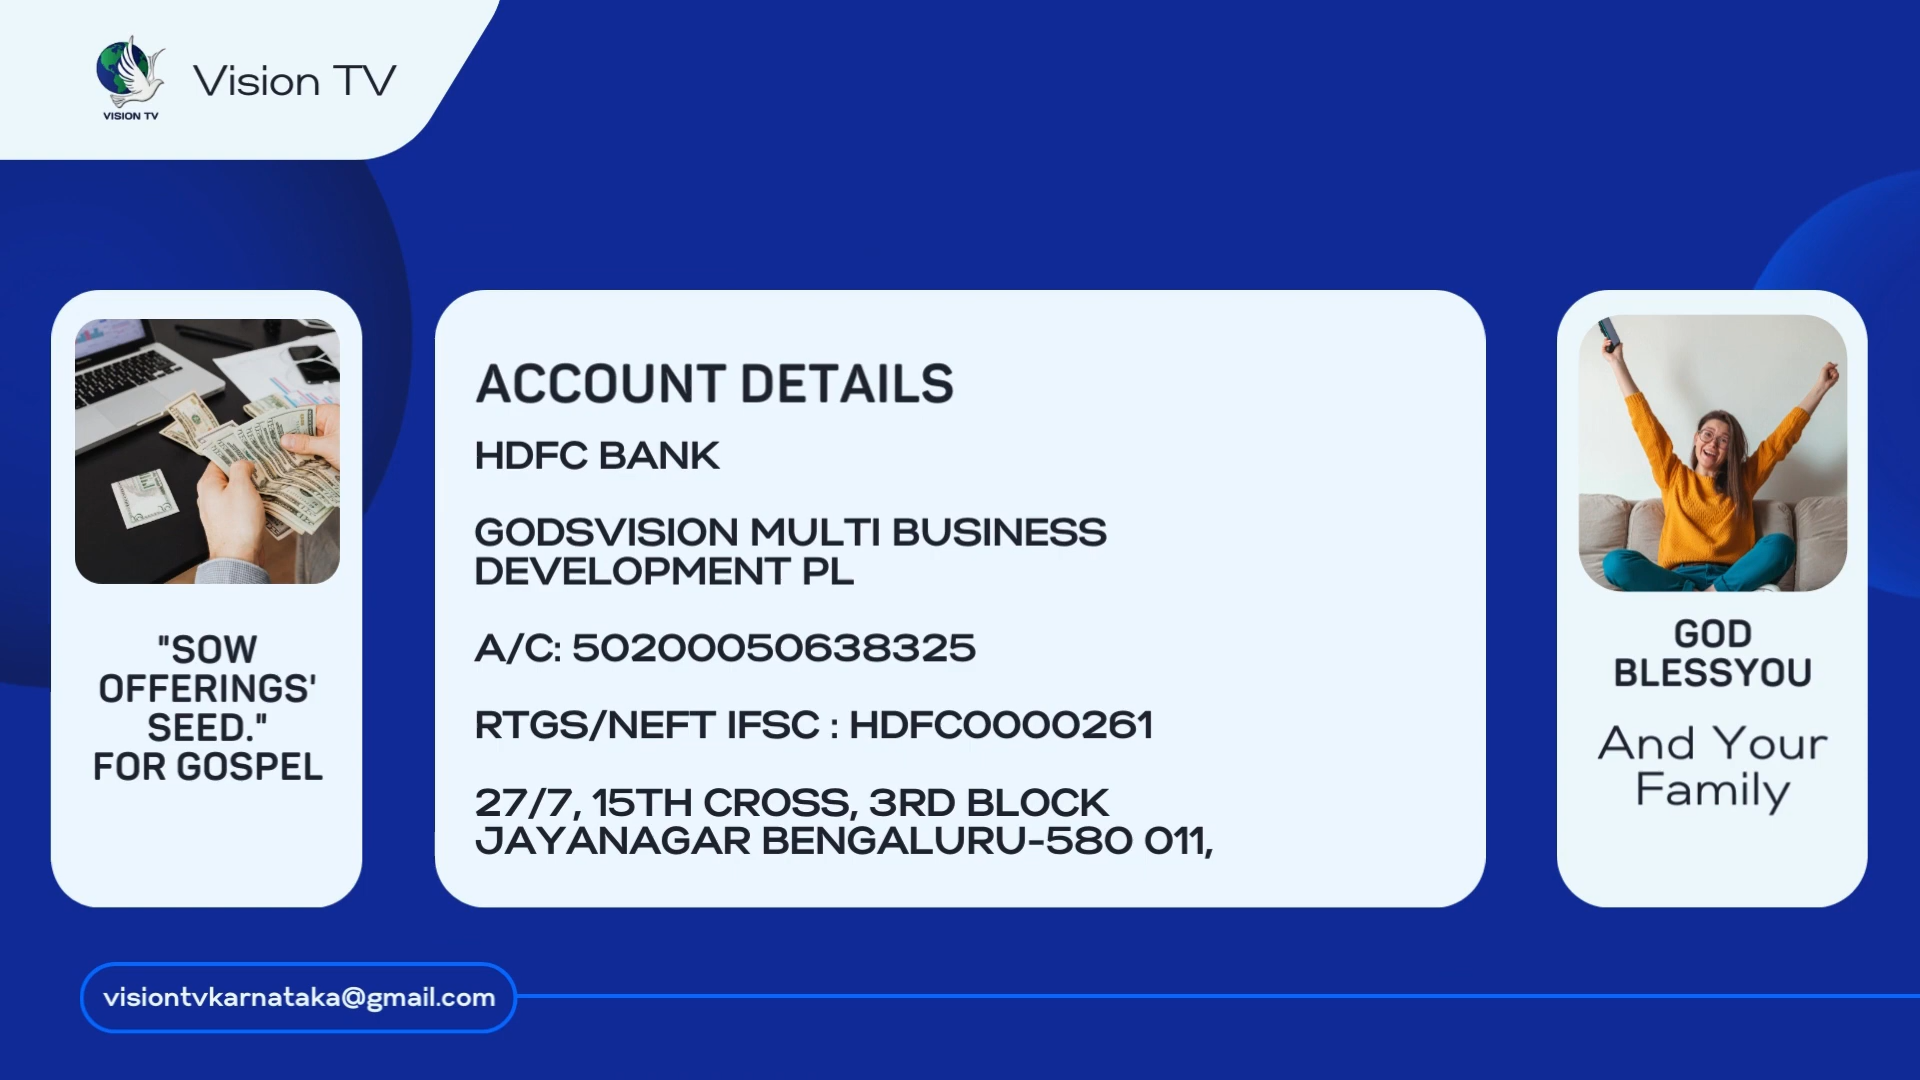 VISION TV
Vision TV
"SOW
OFFERINGS'
SEED."
FOR GOSPEL
ACCOUNT DETAILS
HDFC BANK
GODSVISION MULTI BUSINESS
DEVELOPMENT PL
A/C: 50200050638325
RTGS/NEFT IFSC : HDFC0000261
27/7, 15TH CROSS, 3RD BLOCK
JAYANAGAR BENGALURU-580 011,
GOD
BLESSYOU
And Your
Family
visiontvkarnataka@gmail.com